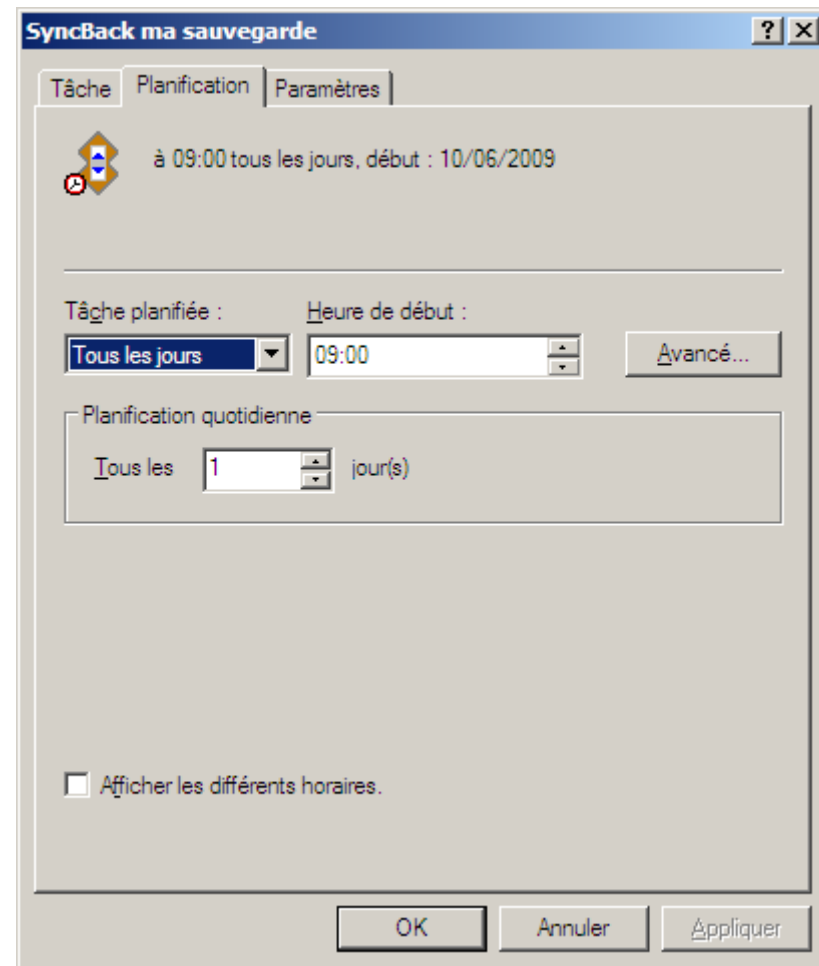 SyncBack ma sauvegarde
Tâche Planification Paramètres
à 09:00 tous les jours, début : 10/06/2009
Tâche planifiée : Heure de début :
Tous les jours 09:00 Avancé...
Planification quotidienne
Tous les 1 jour(s)
Afficher les différents horaires.
OK Annuler Appliquer